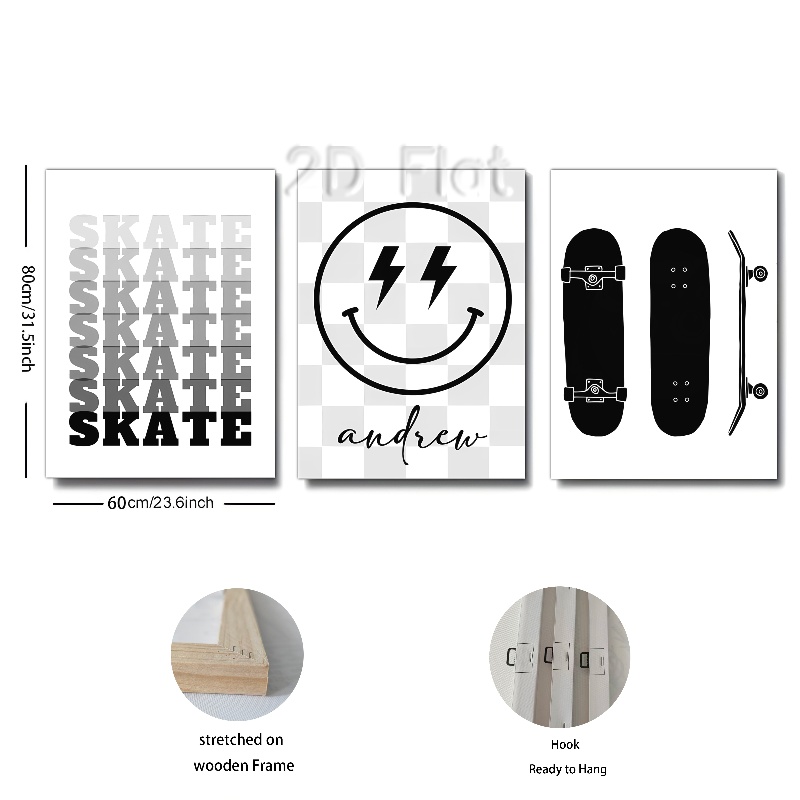 2D Flat
80cm/31.5inch
SKATE
SKATE
SKATE
SKATE
SKATE
SKATE
SKATE
andrew
60cm/23.6inch
stretched on
wooden Frame
Hook
Ready to Hang